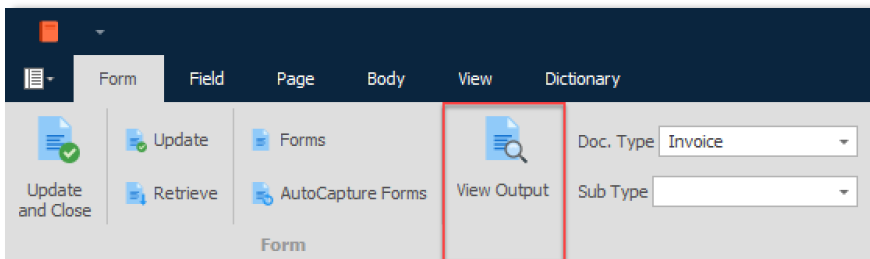 Form Field Page Body View Dictionary
Update
and Close
Update
Retrieve
Forms
AutoCapture Forms
View Output
Doc. Type Invoice
Sub Type
Form